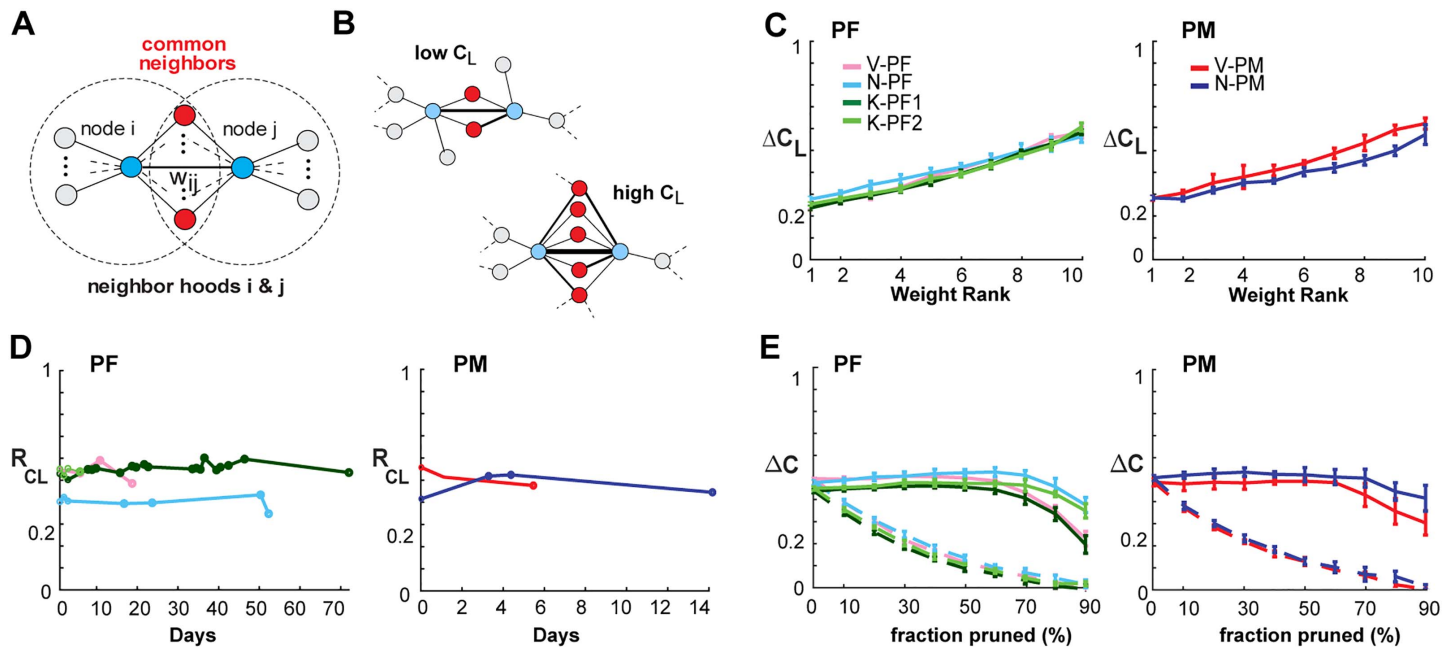 A
common
neighbors
node i
node j
wij
neighbor hoods i & j
B
low CL
high CL
C
PF
V-PF
N-PF
K-PF1
K-PF2
ΔCL
1
0.2
0
1 2 4 6 8 10
Weight Rank
PM
V-PM
N-PM
ΔCL
1
0.2
0
1 2 4 6 8 10
Weight Rank
D
PF
RCL
1
0.2
0
0 10 20 30 40 50 60 70
Days
PM
RCL
1
0.2
0
0 2 4 6 8 10 12 14
Days
E
PF
ΔC
1
0.2
0
0 10 30 50 70 90
fraction pruned (%)
PM
ΔC
1
0.2
0
0 10 30 50 70 90
fraction pruned (%)